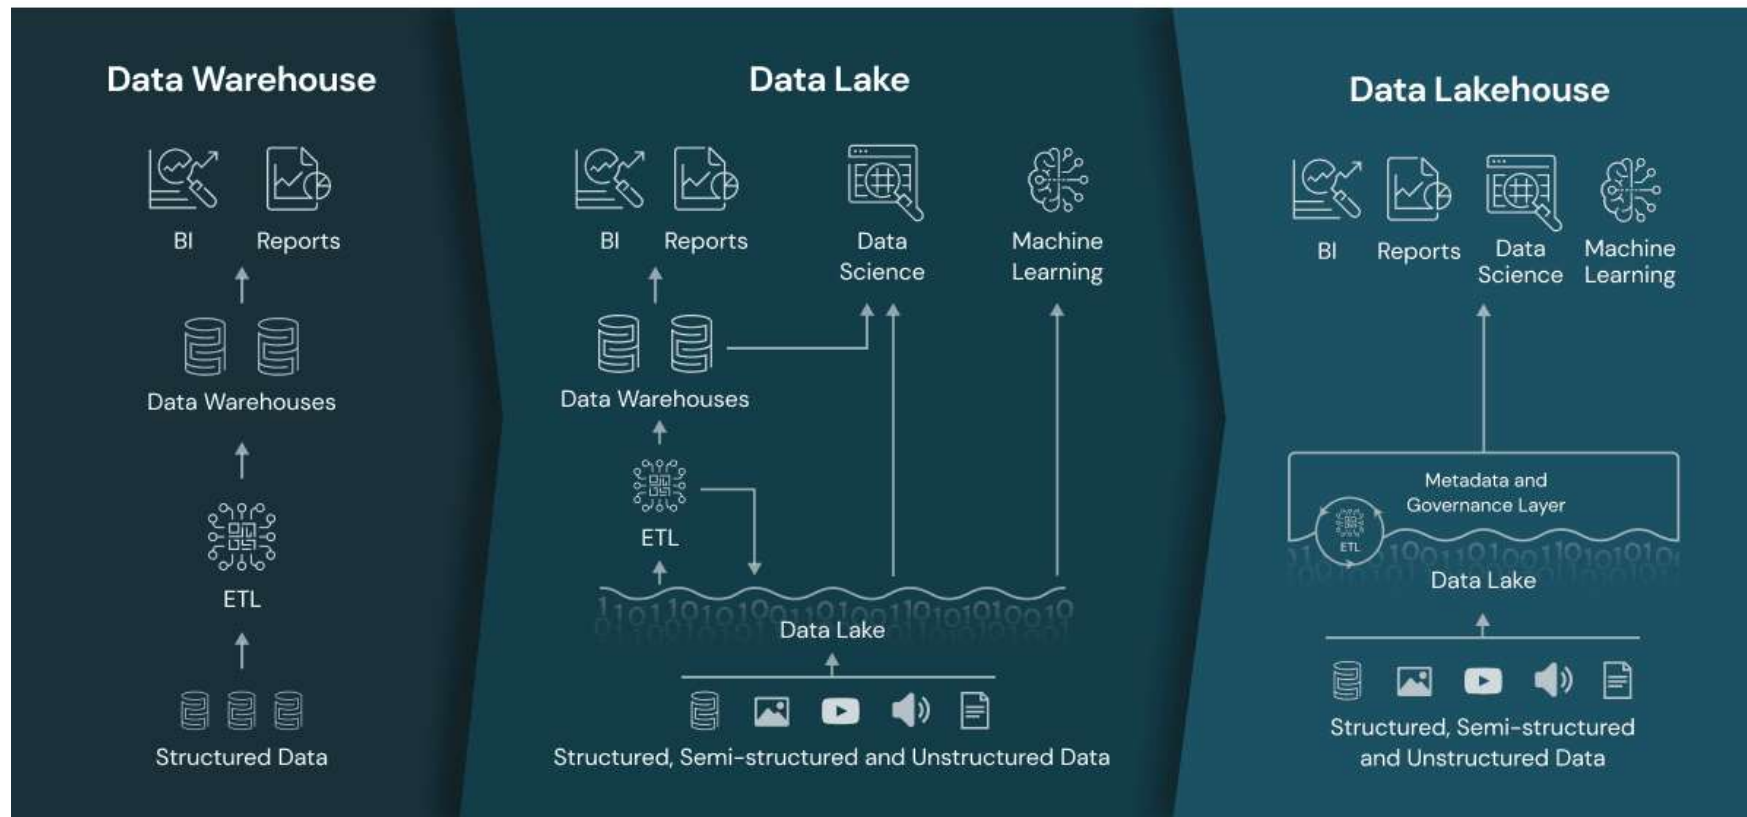 Data Warehouse
BI
Reports
Data Warehouses
ETL
Structured Data
Data Lake
BI
Reports
Data
Science
Machine
Learning
Data Warehouses
ETL
Data Lake
Structured, Semi-structured and Unstructured Data
Data Lakehouse
BI
Reports
Data
Science
Machine
Learning
Metadata and
Governance Layer
ETL
Data Lake
Structured, Semi-structured
and Unstructured Data